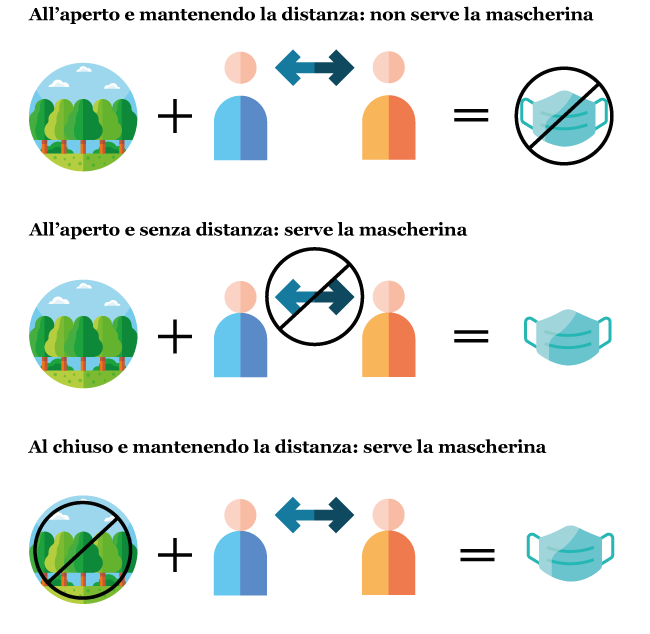 All’aperto e mantenendo la distanza: non serve la mascherina
All’aperto e senza distanza: serve la mascherina
Al chiuso e mantenendo la distanza: serve la mascherina